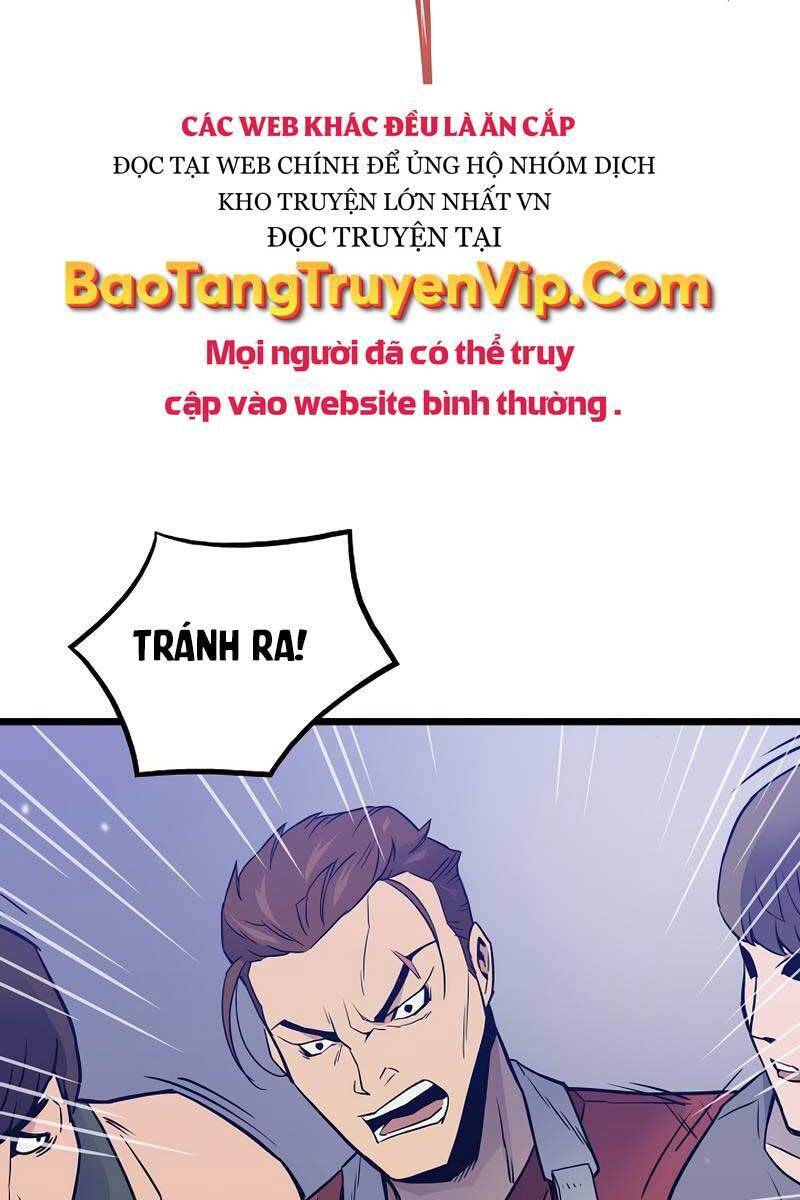 CÁC WEB KHÁC ĐỀU LÀ ĂN CẮP
ĐỌC TẠI WEB CHÍNH ĐỂ ỦNG HỘ NHÓM DỊCH
KHO TRUYỆN LỚN NHẤT VN
ĐỌC TRUYỆN TẠI
BaoTangTruyenVip.Com
Mọi người đã có thể truy
cập vào website bình thường.
TRÁNH RA!